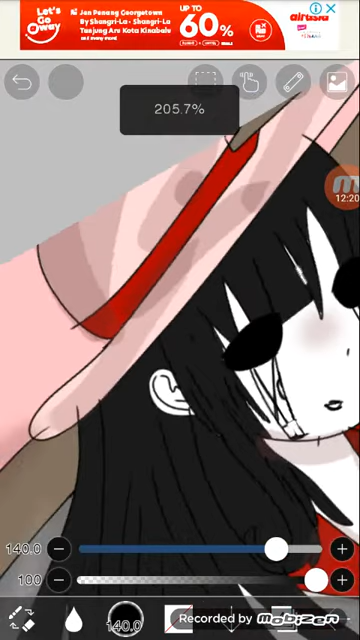 Let's
Go
Away
Jan Penang Georgetown
By Shangri-La · Shangri-La
Tanjung Aru Kota Kinabalu
UP TO
60%
airasia
205.7%
12:20
140.0
100
140.0
Recorded by mobizen